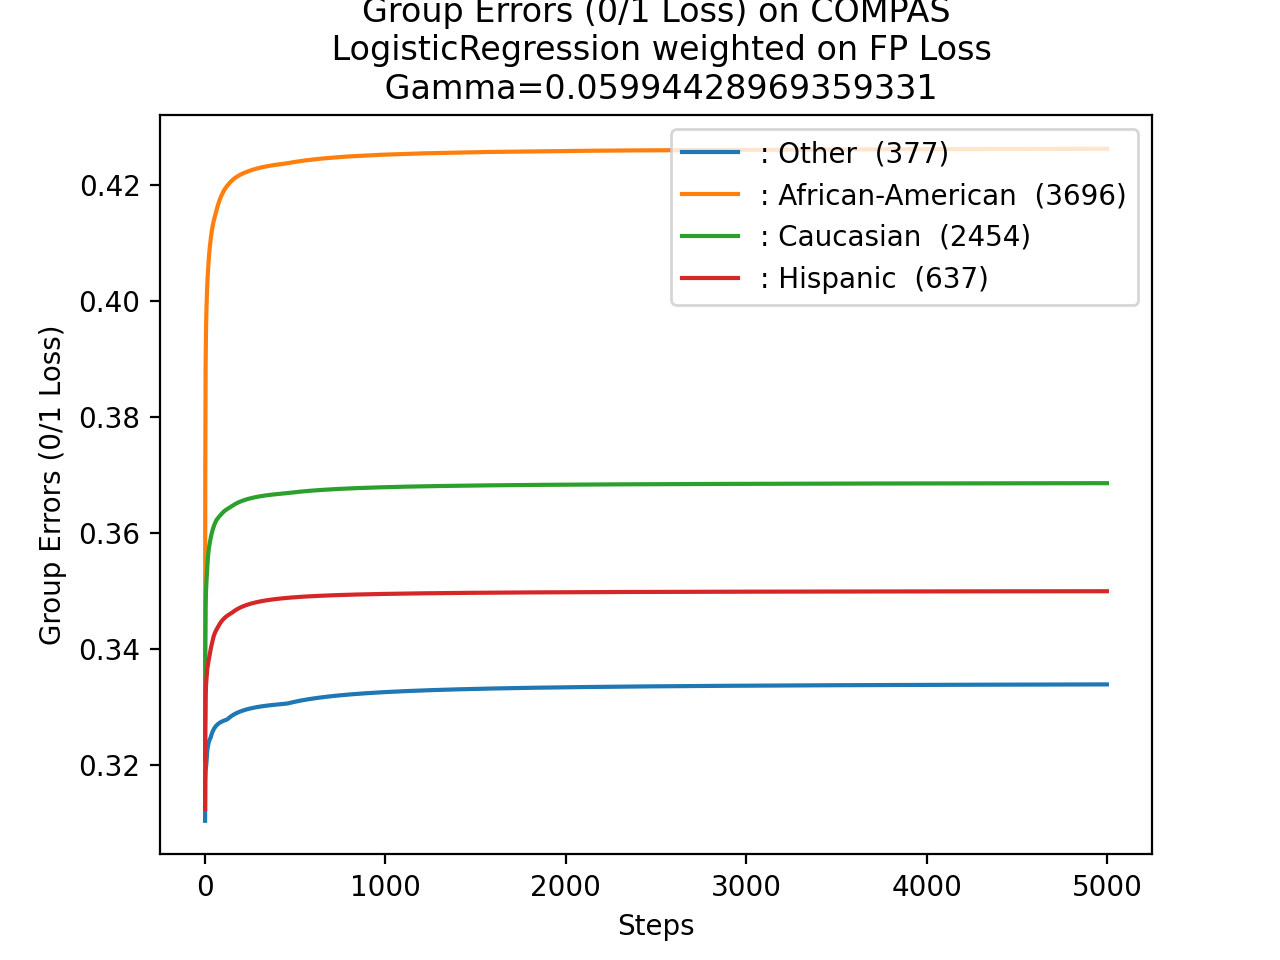 Group Errors (0/1 Loss) on COMPAS
LogisticRegression weighted on FP Loss
Gamma=0.05994428969359331
: Other (377)
: African-American (3696)
: Caucasian (2454)
: Hispanic (637)
Group Errors (0/1 Loss)
0.42
0.40
0.38
0.36
0.34
0.32
0 1000 2000 3000 4000 5000
Steps